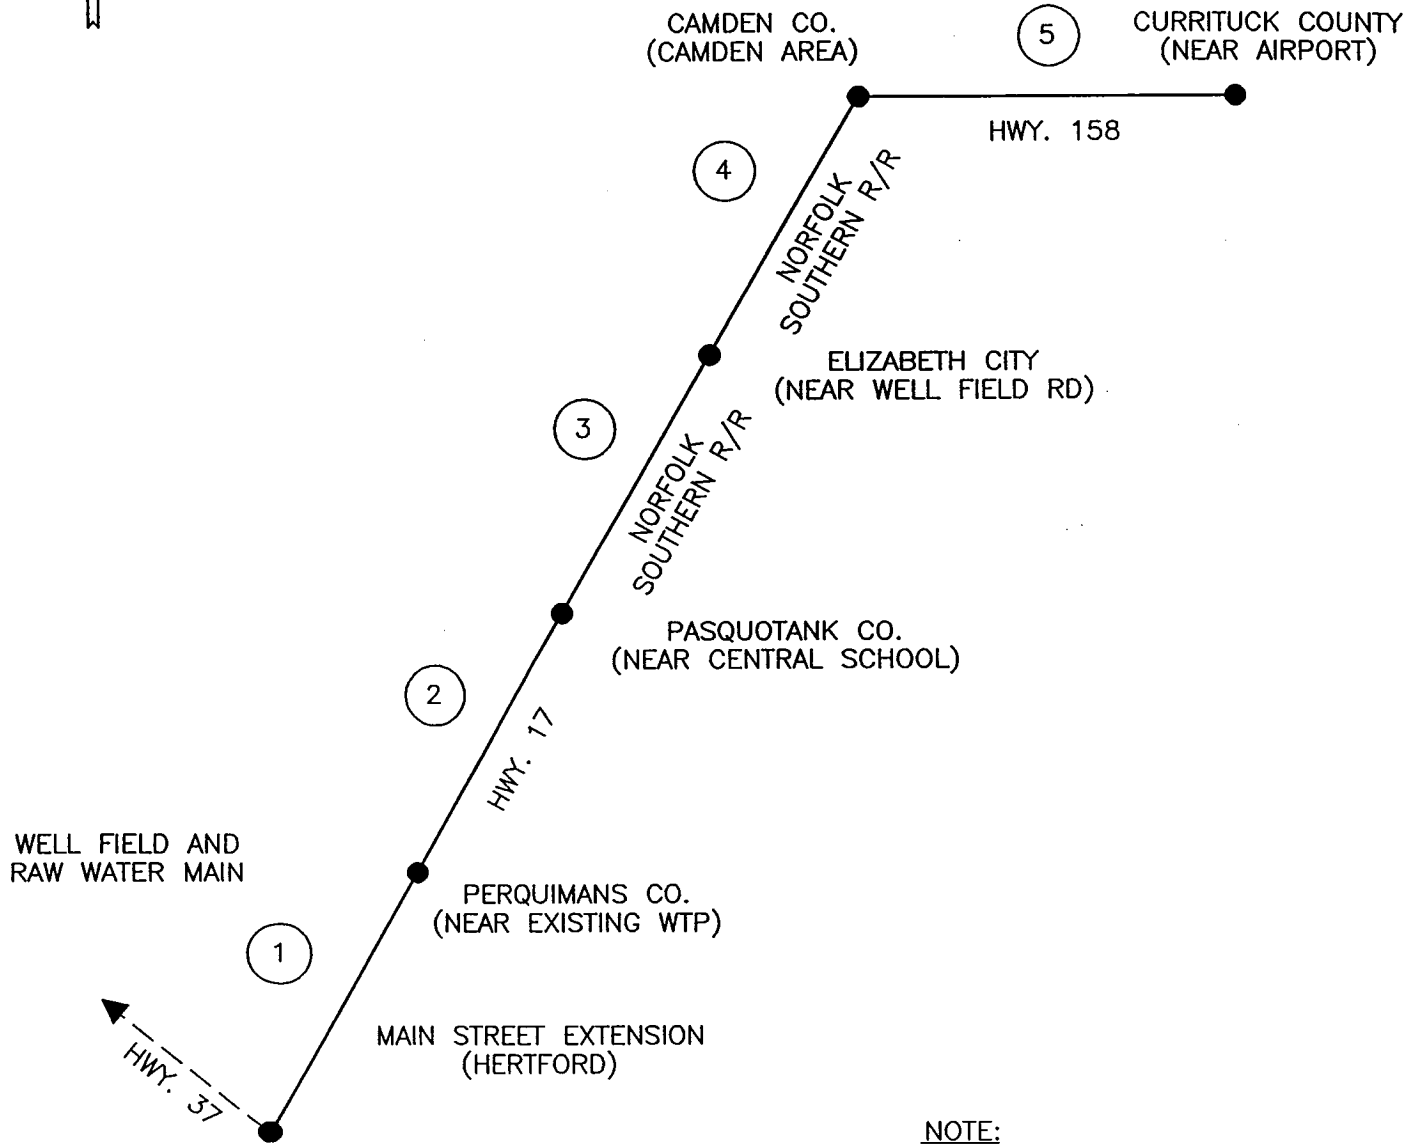 CAMDEN CO.
(CAMDEN AREA)
5
CURRITUCK COUNTY
(NEAR AIRPORT)
HWY. 158
4
NORFOLK
SOUTHERN R/R
ELIZABETH CITY
(NEAR WELL FIELD RD)
3
NORFOLK
SOUTHERN R/R
PASQUOTANK CO.
(NEAR CENTRAL SCHOOL)
2
HWY. 17
WELL FIELD AND
RAW WATER MAIN
PERQUIMANS CO.
(NEAR EXISTING WTP)
1
MAIN STREET EXTENSION
(HERTFORD)
HWY. 37
NOTE: